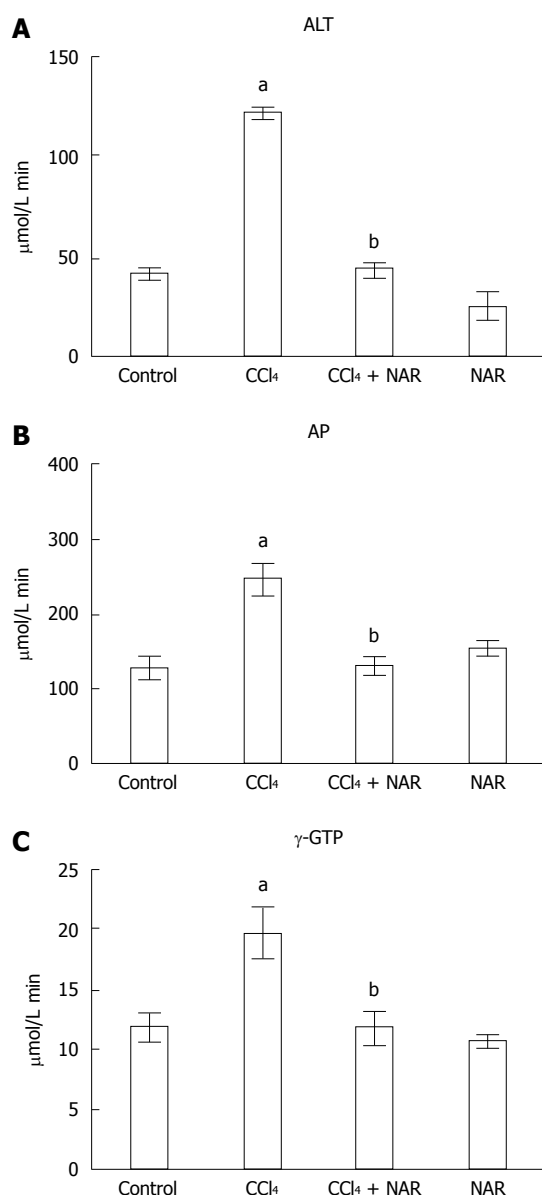 A
ALT
150
100
50
0
μmol/L min
a
b
Control CCl₄ CCl₄ + NAR NAR
B
AP
400
300
200
100
0
μmol/L min
a
b
Control CCl₄ CCl₄ + NAR NAR
C
γ-GTP
25
20
15
10
5
0
μmol/L min
a
b
Control CCl₄ CCl₄ + NAR NAR